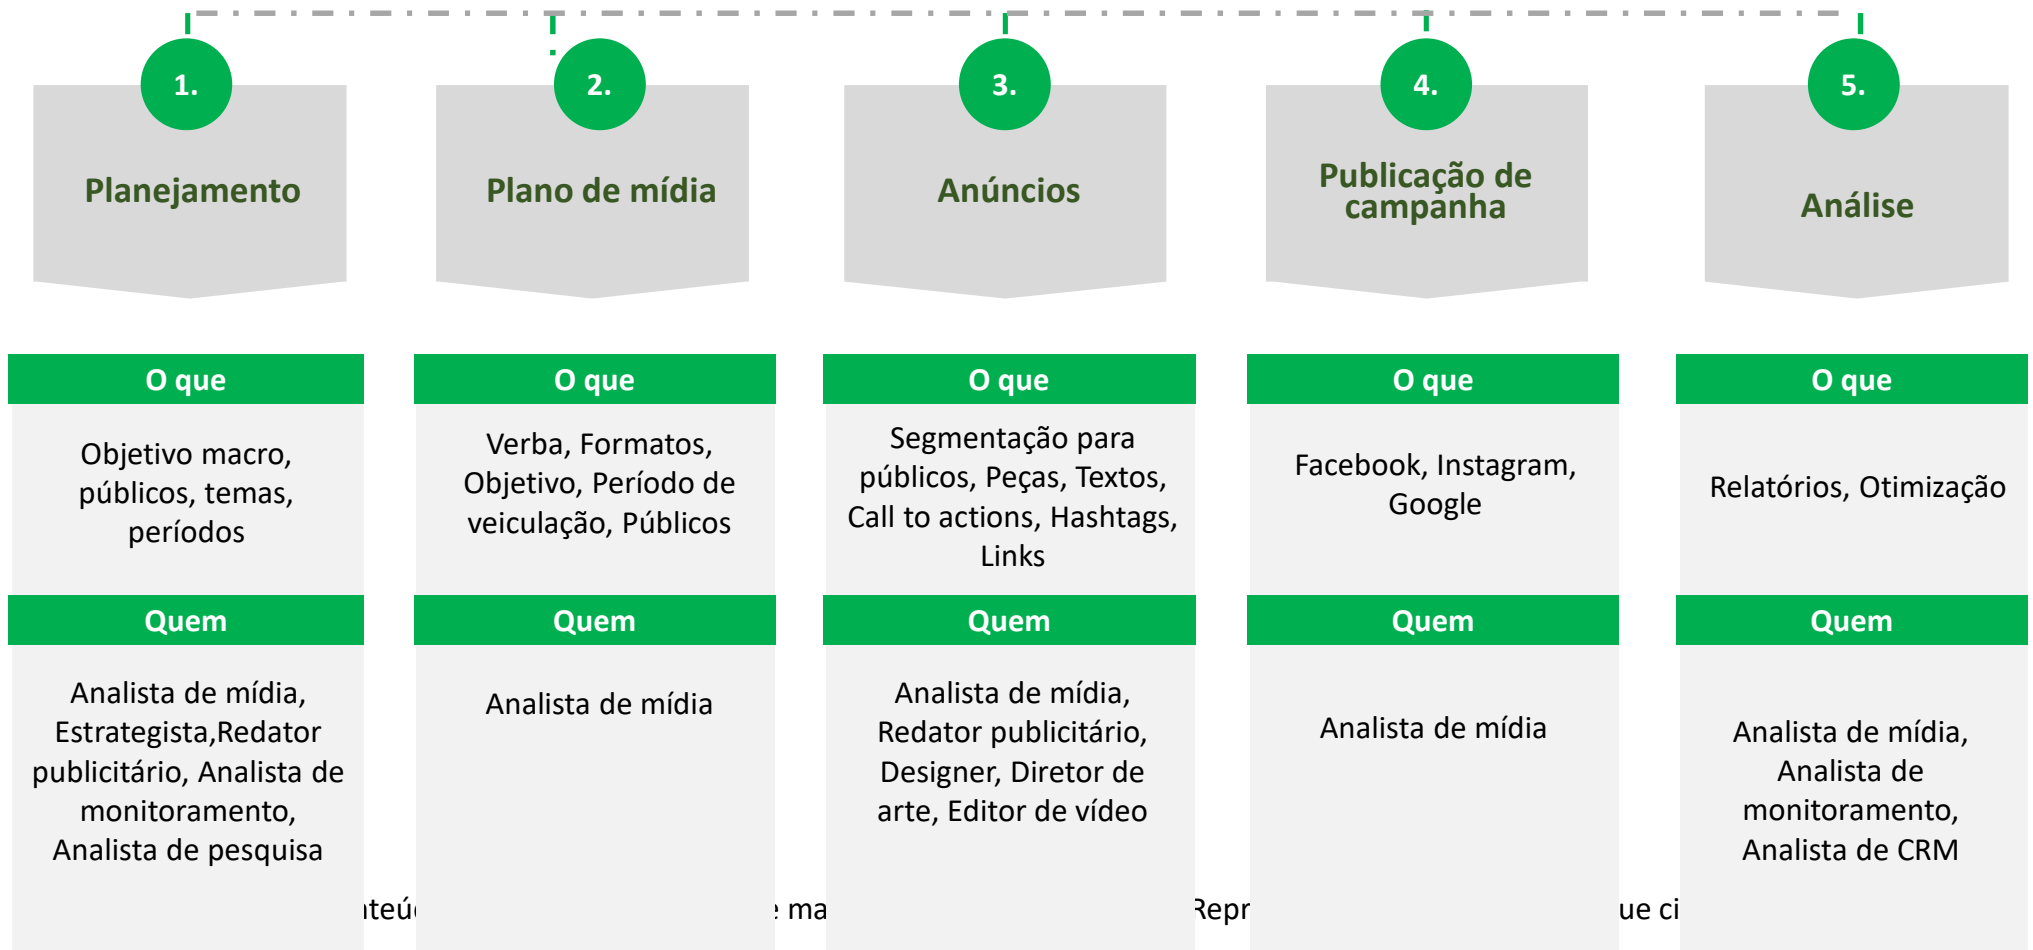 1.
Planejamento
O que
Objetivo macro,
públicos, temas,
períodos
Quem
Analista de mídia,
Estrategista,Redator
publicitário, Analista de
monitoramento,
Analista de pesquisa
2.
Plano de mídia
O que
Verba, Formatos,
Objetivo, Período de
veiculação, Públicos
Quem
Analista de mídia
3.
Anúncios
O que
Segmentação para
públicos, Peças, Textos,
Call to actions, Hashtags,
Links
Quem
Analista de mídia,
Redator publicitário,
Designer, Diretor de
arte, Editor de vídeo
4.
Publicação de
campanha
O que
Facebook, Instagram,
Google
Quem
Analista de mídia
5.
Análise
O que
Relatórios, Otimização
Quem
Analista de mídia,
Analista de
monitoramento,
Analista de CRM